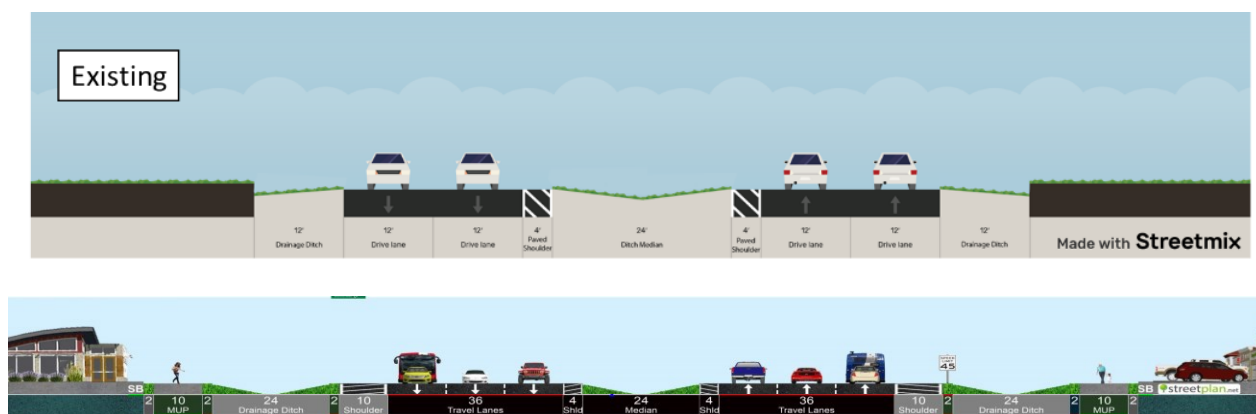 Existing
12' 12' 12' 4' 24' 4' 12' 12' 12'
Drainage Ditch Drive lane Drive lane Paved Shoulder Ditch Median Paved Shoulder Drive lane Drive lane Drainage Ditch
Made with Streetmix
SPEED LIMIT 45
SB SB streetplan.net
2 10 2 24 10 36 4 24 4 36 10 2 24 2 10 2
MUP Drainage Ditch Shoulder Travel Lanes Shld Median Shld Travel Lanes Shoulder Drainage Ditch MUP